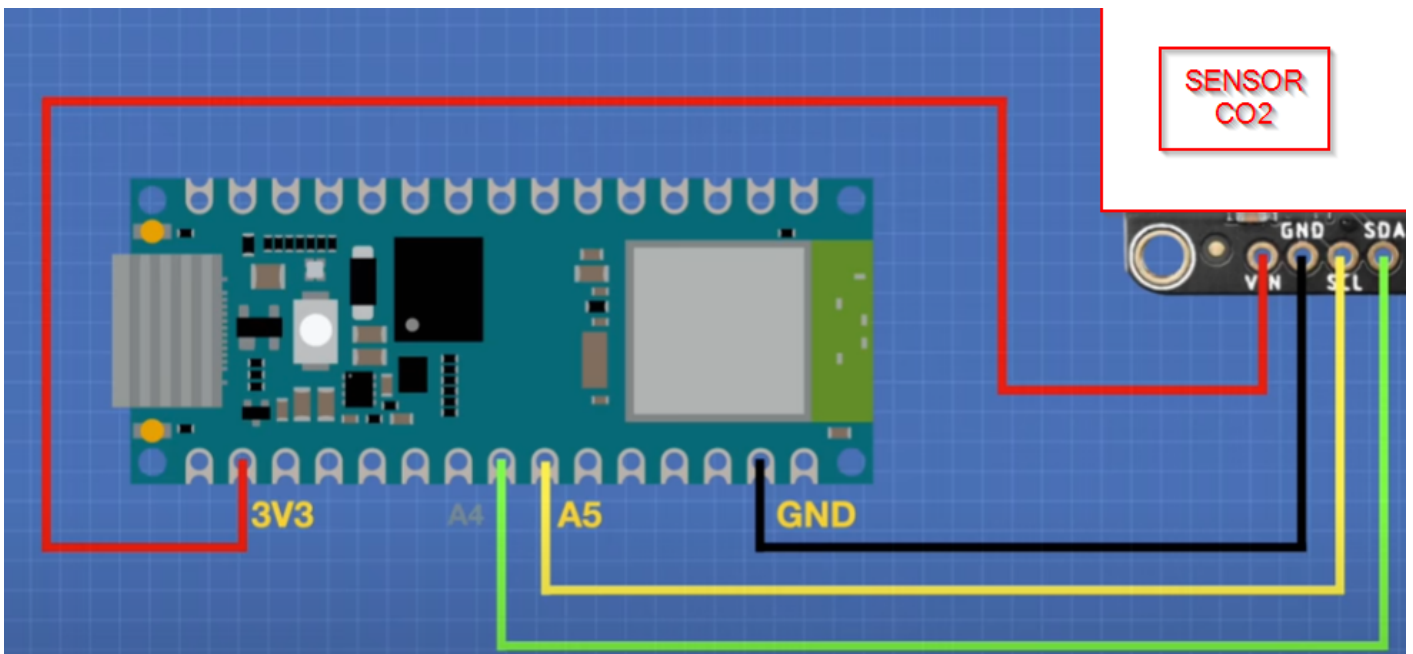 SENSOR
CO2
GND SDA
VIN SCL
3V3 A4 A5 GND